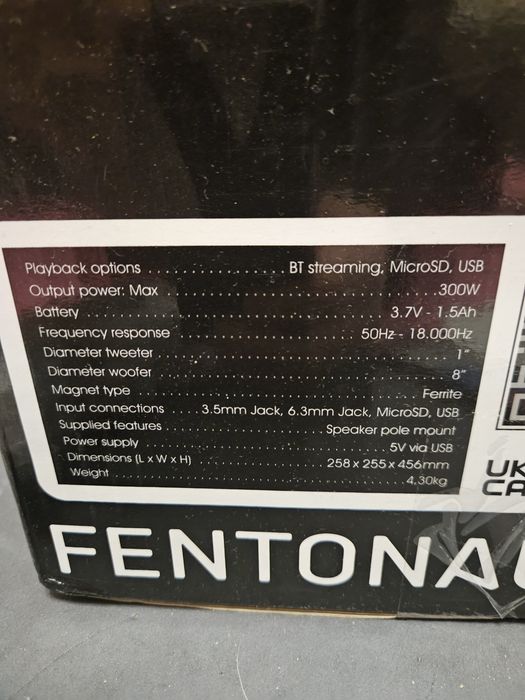 Playback options ................. BT streaming, MicroSD, USB
Output power: Max ................. 300W
Battery ................. 3.7V - 1.5Ah
Frequency response ................. 50Hz - 18.000Hz
Diameter tweeter ................. 1"
Diameter woofer ................. 8"
Magnet type ................. Ferrite
Input connections .... 3.5mm Jack, 6.3mm Jack, MicroSD, USB
Supplied features ................. Speaker pole mount
Power supply ................. 5V via USB
Dimensions (L x W x H) ................. 258 x 255 x 456mm
Weight ................. 4,30kg
UK
CA
FENTONA